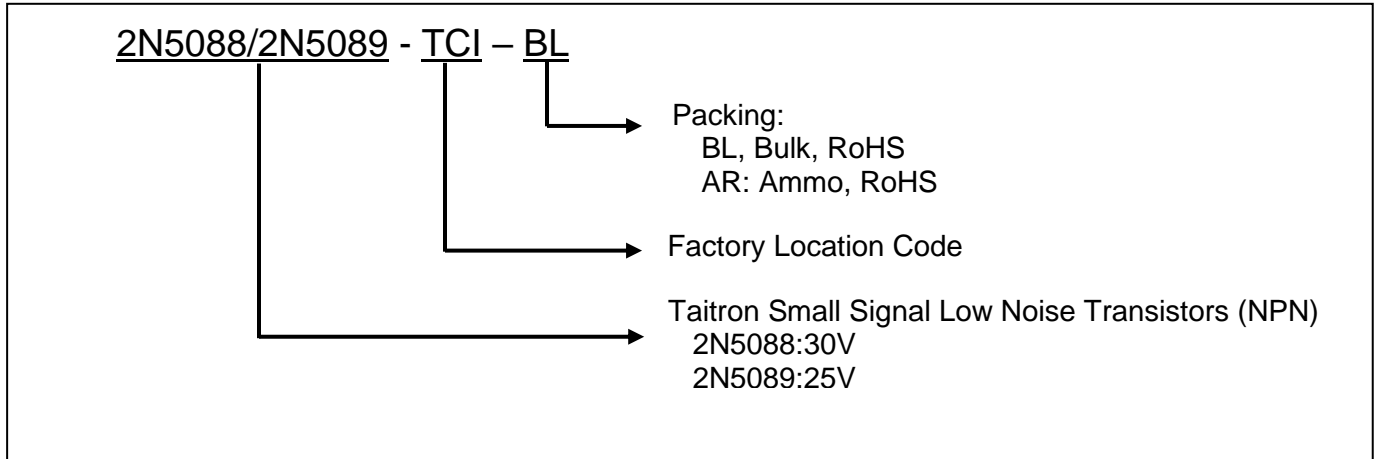 2N5088/2N5089 - TCI – BL
Packing:
BL, Bulk, RoHS
AR: Ammo, RoHS
Factory Location Code
Taitron Small Signal Low Noise Transistors (NPN)
2N5088:30V
2N5089:25V